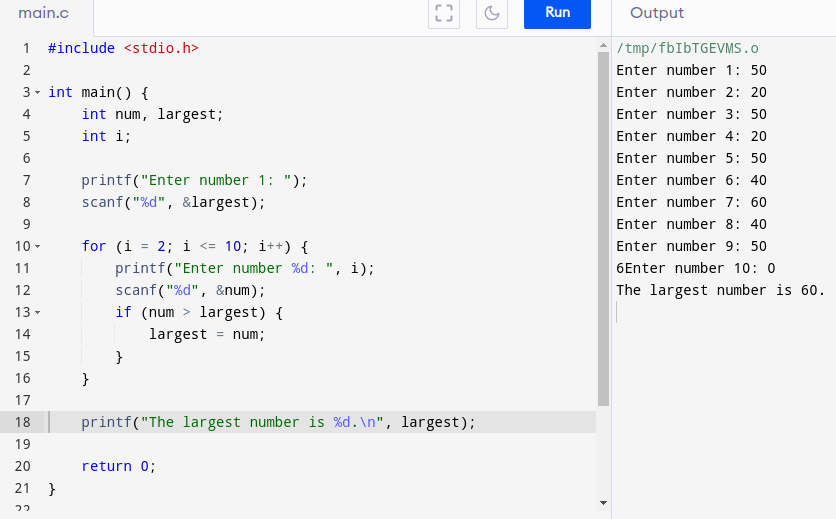 main.c
Run
Output
1 #include <stdio.h>
2
3 int main() {
4 int num, largest;
5 int i;
6
7 printf("Enter number 1: ");
8 scanf("%d", &largest);
9
10 for (i = 2; i <= 10; i++) {
11 printf("Enter number %d: ", i);
12 scanf("%d", &num);
13 if (num > largest) {
14 largest = num;
15 }
16 }
17
18 printf("The largest number is %d.\n", largest);
19
20 return 0;
21 }
22
/tmp/fbIbTGEVMS.o
Enter number 1: 50
Enter number 2: 20
Enter number 3: 50
Enter number 4: 20
Enter number 5: 50
Enter number 6: 40
Enter number 7: 60
Enter number 8: 40
Enter number 9: 50
6Enter number 10: 0
The largest number is 60.